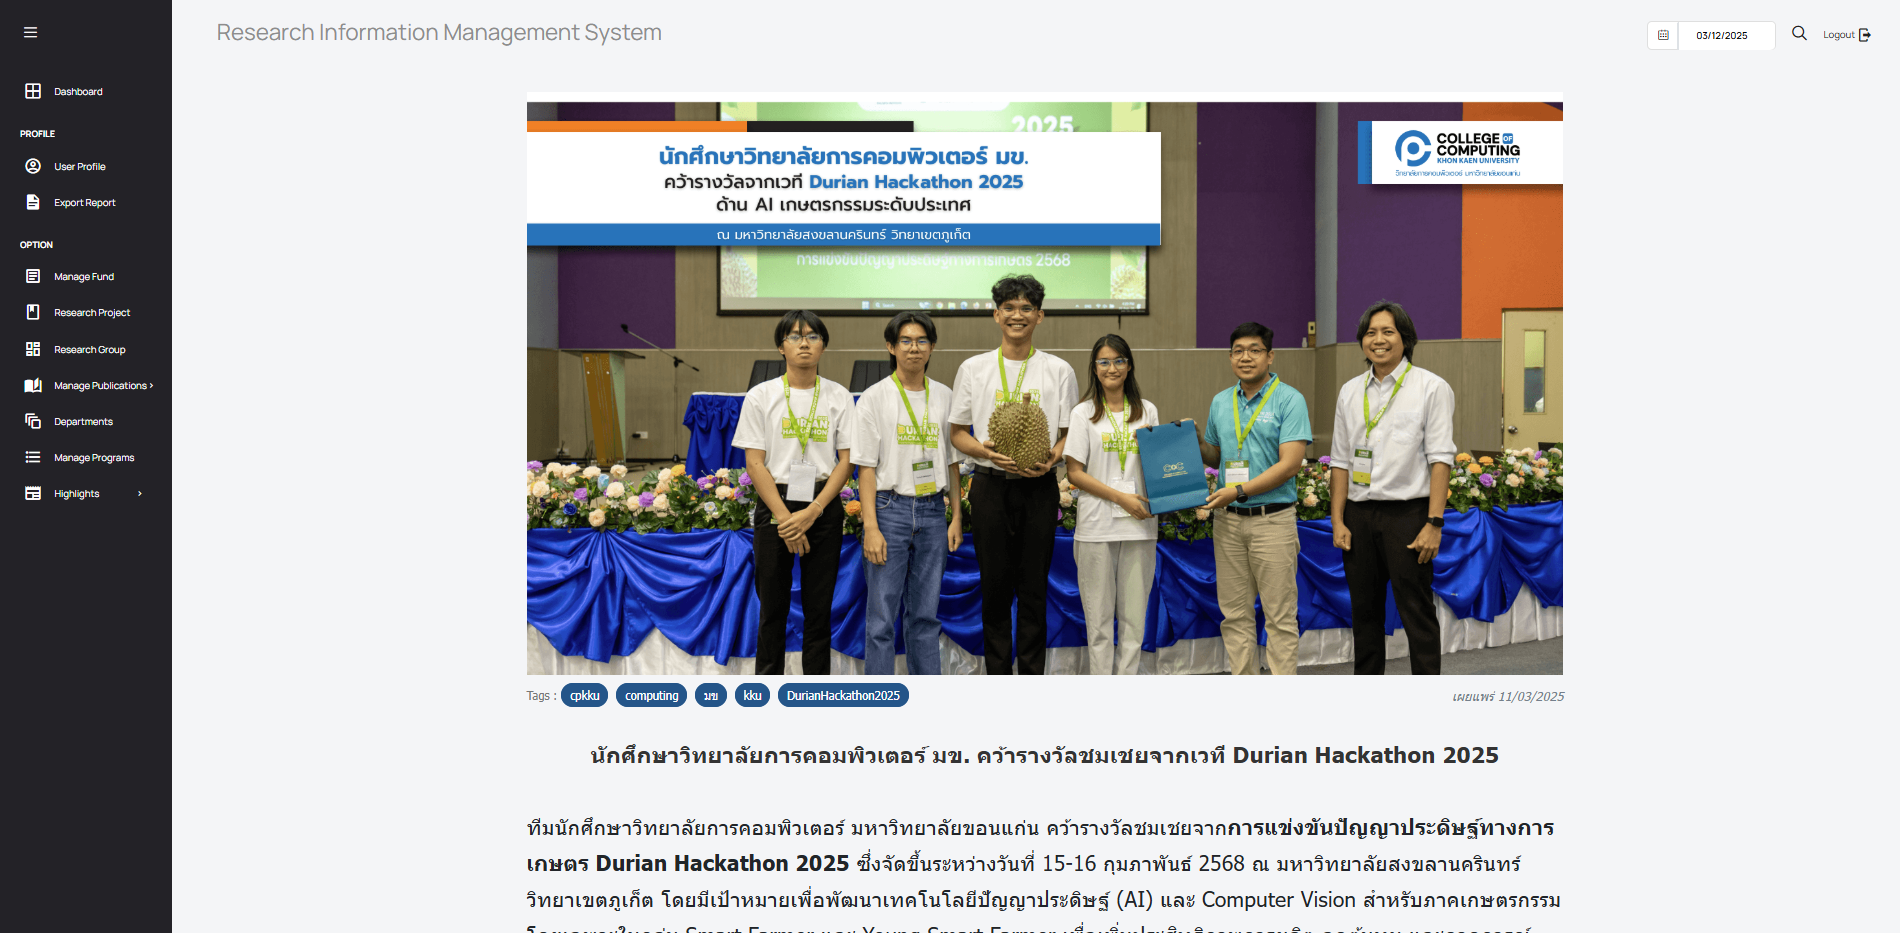 Research Information Management System
03/12/2025
Logout
Dashboard
PROFILE
User Profile
Export Report
OPTION
Manage Fund
Research Project
Research Group
Manage Publications
Departments
Manage Programs
Highlights
2025
นักศึกษาวิทยาลัยการคอมพิวเตอร์ มข.
คว้ารางวัลจากเวที Durian Hackathon 2025
ด้าน AI เกษตรกรรมระดับประเทศ
ณ มหาวิทยาลัยสงขลานครินทร์ วิทยาเขตภูเก็ต
การแข่งขันปัญญาประดิษฐ์ทางการเกษตร 2568
COLLEGE OF
COMPUTING
KHON KAEN UNIVERSITY
วิทยาลัยการคอมพิวเตอร์ มหาวิทยาลัยขอนแก่น
DURIAN
HACKATHON
Tags : cpkku computing มข kku DurianHackathon2025
เผยแพร่ 11/03/2025
นักศึกษาวิทยาลัยการคอมพิวเตอร์ มข. คว้ารางวัลชมเชยจากเวที Durian Hackathon 2025
ทีมนักศึกษาวิทยาลัยการคอมพิวเตอร์ มหาวิทยาลัยขอนแก่น คว้ารางวัลชมเชยจากการแข่งขันปัญญาประดิษฐ์ทางการ
เกษตร Durian Hackathon 2025 ซึ่งจัดขึ้นระหว่างวันที่ 15-16 กุมภาพันธ์ 2568 ณ มหาวิทยาลัยสงขลานครินทร์
วิทยาเขตภูเก็ต โดยมีเป้าหมายเพื่อพัฒนาเทคโนโลยีปัญญาประดิษฐ์ (AI) และ Computer Vision สำหรับภาคเกษตรกรรม